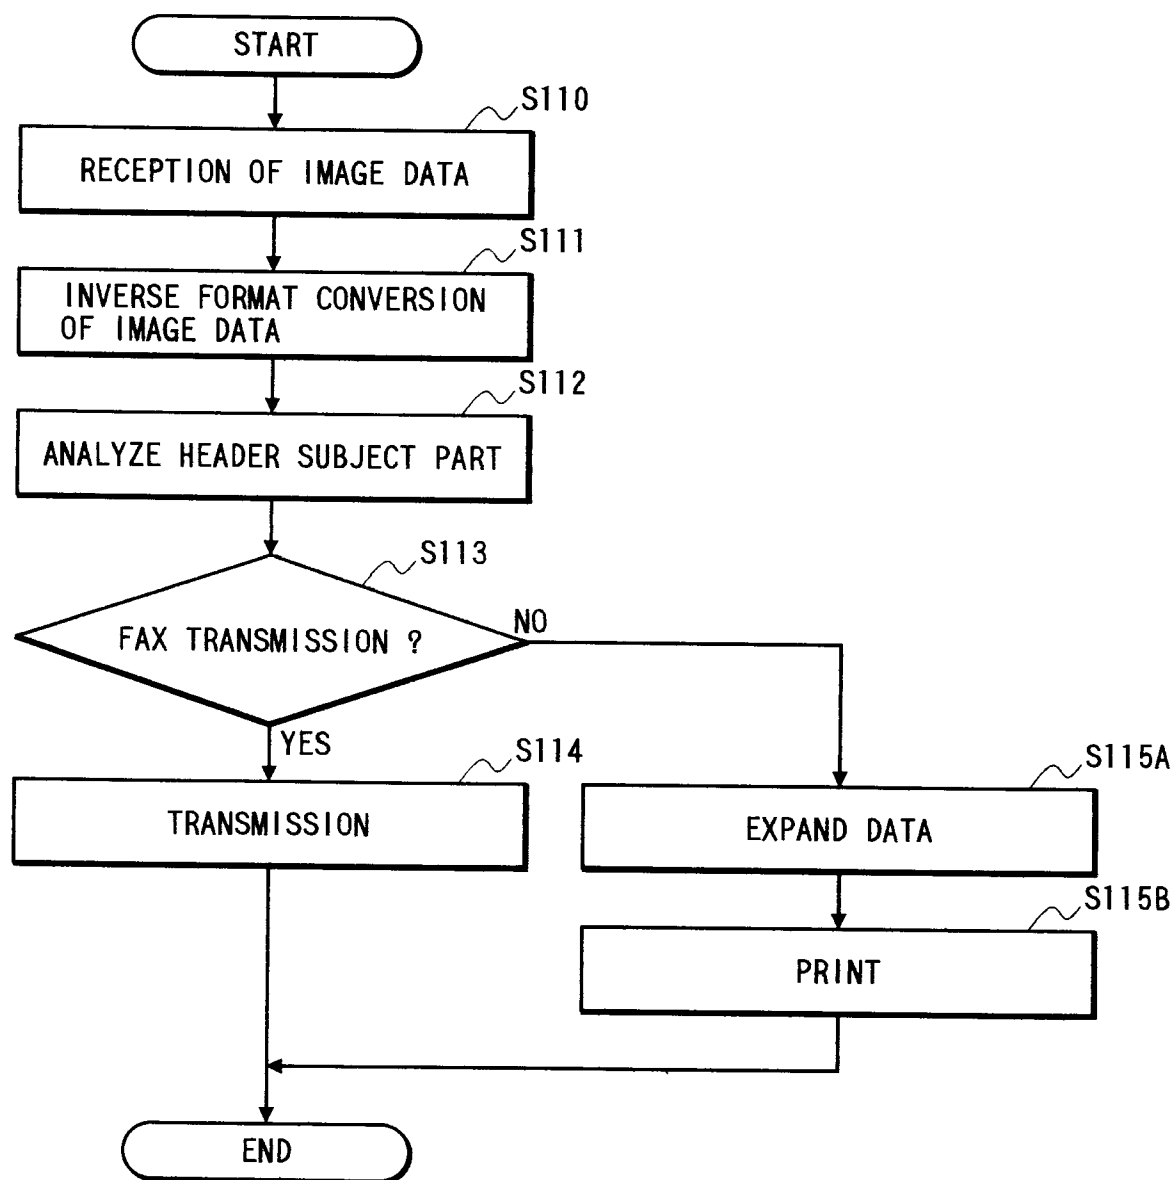 START
S110
RECEPTION OF IMAGE DATA
S111
INVERSE FORMAT CONVERSION
OF IMAGE DATA
S112
ANALYZE HEADER SUBJECT PART
S113
FAX TRANSMISSION ?
NO
YES
S114
TRANSMISSION
S115A
EXPAND DATA
S115B
PRINT
END